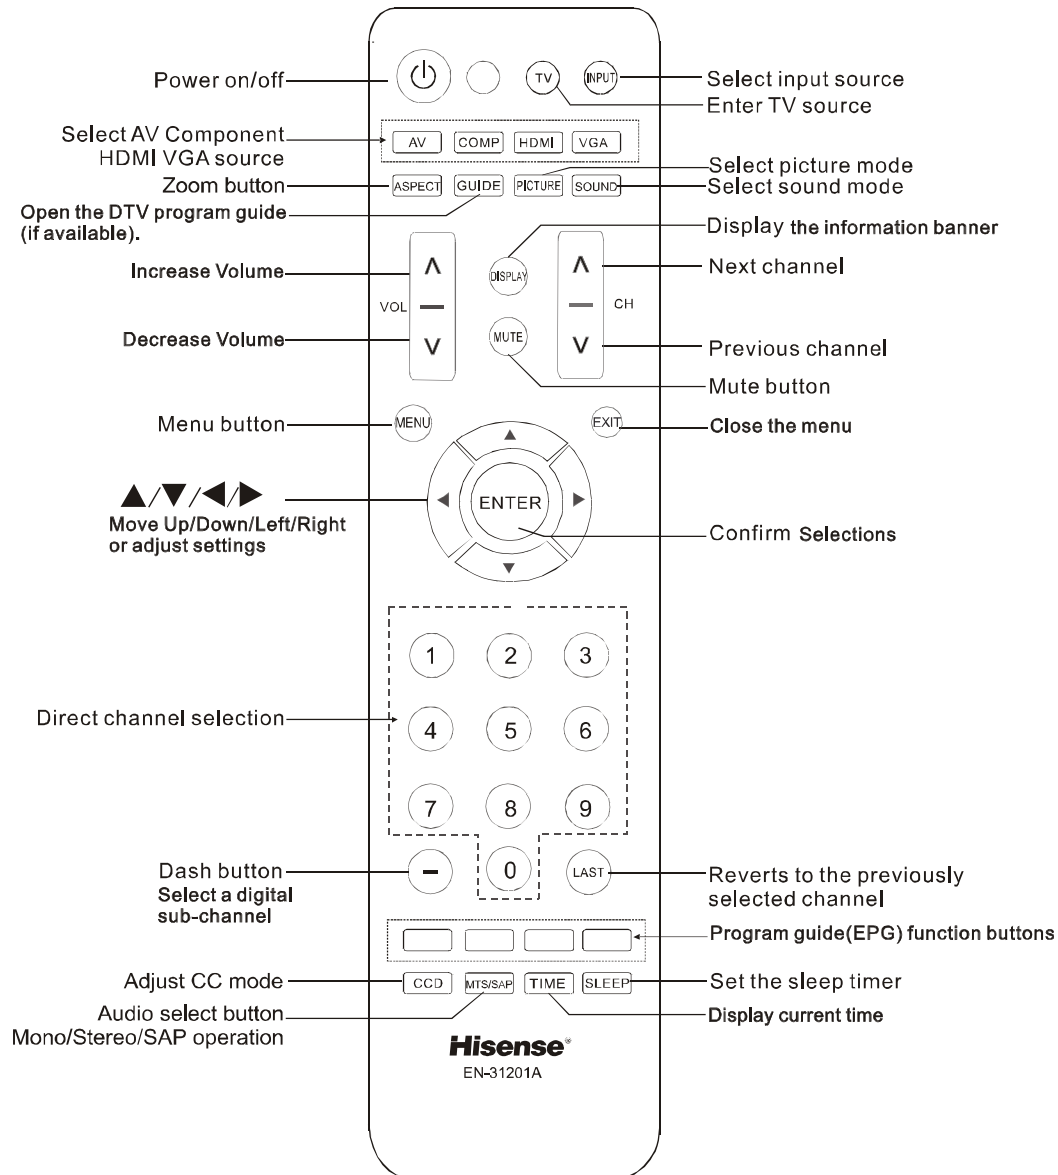 Power on/off
TV
INPUT
Select input source
Enter TV source
Select AV Component
HDMI VGA source
AV
COMP
HDMI
VGA
Select picture mode
Zoom button
ASPECT
GUIDE
PICTURE
SOUND
Select sound mode
Open the DTV program guide
(if available).
Display the information banner
Increase Volume
DISPLAY
Next channel
VOL
CH
Decrease Volume
MUTE
Previous channel
Mute button
Menu button
MENU
EXIT
Close the menu
▲/▼/◀/▶
Move Up/Down/Left/Right
or adjust settings
ENTER
Confirm Selections
1
2
3
Direct channel selection
4
5
6
7
8
9
Dash button
Select a digital
sub-channel
–
0
LAST
Reverts to the previously
selected channel
Program guide(EPG) function buttons
Adjust CC mode
CCD
MTS/SAP
TIME
SLEEP
Set the sleep timer
Audio select button
Mono/Stereo/SAP operation
Display current time
Hisense®
EN-31201A